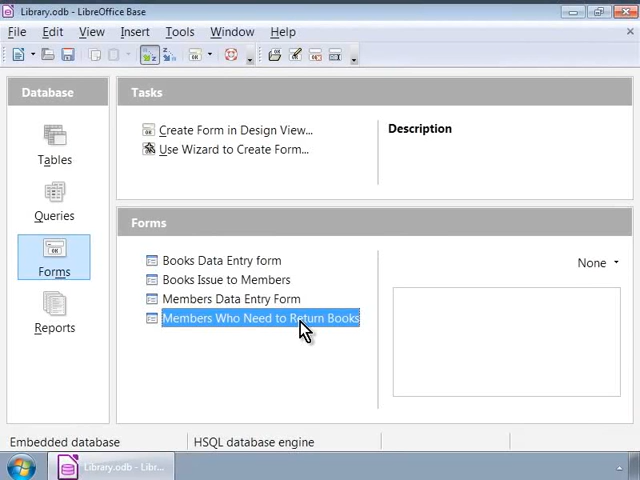 Library.odb - LibreOffice Base
File Edit View Insert Tools Window Help
Database
Tables
Queries
Forms
Reports
Tasks
Create Form in Design View...
Use Wizard to Create Form...
Description
Forms
Books Data Entry form
Books Issue to Members
Members Data Entry Form
Members Who Need to Return Books
None
Embedded database HSQL database engine
Library.odb - Libr...